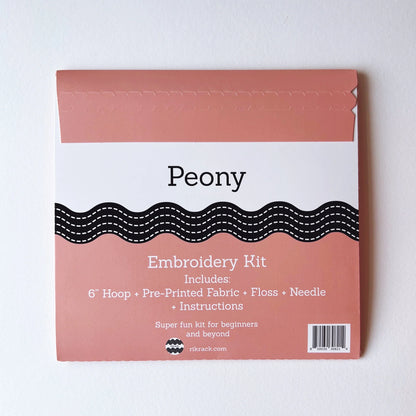 Peony
Embroidery Kit
Includes:
6" Hoop + Pre-Printed Fabric + Floss + Needle
+ Instructions
Super fun kit for beginners
and beyond
rikrack.com